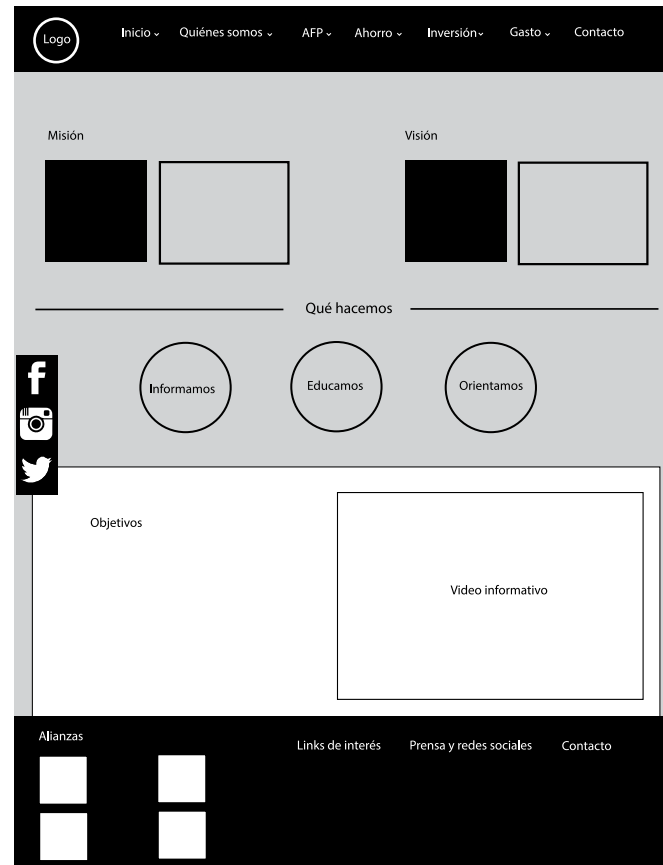 Logo
Inicio Quiénes somos AFP Ahorro Inversión Gasto Contacto
Misión
Visión
Qué hacemos
Informamos
Educamos
Orientamos
Objetivos
Video informativo
Alianzas
Links de interés
Prensa y redes sociales
Contacto